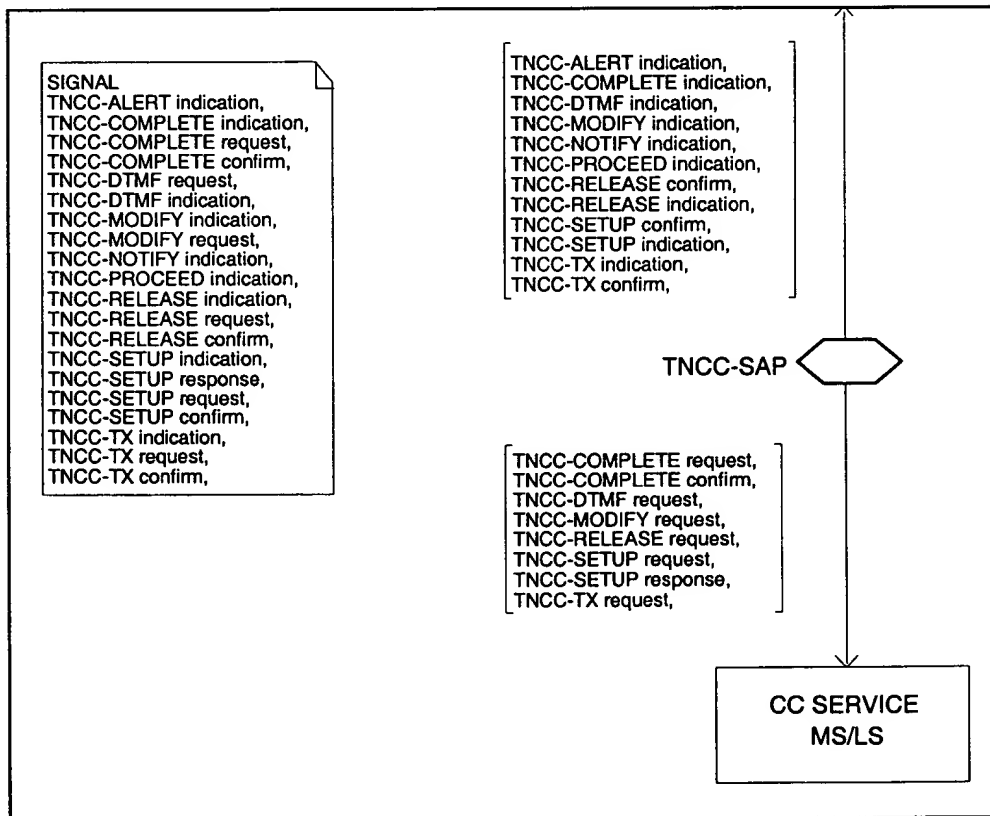 SIGNAL
TNCC-ALERT indication,
TNCC-COMPLETE indication,
TNCC-COMPLETE request,
TNCC-COMPLETE confirm,
TNCC-DTMF request,
TNCC-DTMF indication,
TNCC-MODIFY indication,
TNCC-MODIFY request,
TNCC-NOTIFY indication,
TNCC-PROCEED indication,
TNCC-RELEASE indication,
TNCC-RELEASE request,
TNCC-RELEASE confirm,
TNCC-SETUP indication,
TNCC-SETUP response,
TNCC-SETUP request,
TNCC-SETUP confirm,
TNCC-TX indication,
TNCC-TX request,
TNCC-TX confirm,
TNCC-ALERT indication,
TNCC-COMPLETE indication,
TNCC-DTMF indication,
TNCC-MODIFY indication,
TNCC-NOTIFY indication,
TNCC-PROCEED indication,
TNCC-RELEASE confirm,
TNCC-RELEASE indication,
TNCC-SETUP confirm,
TNCC-SETUP indication,
TNCC-TX indication,
TNCC-TX confirm,
TNCC-SAP
TNCC-COMPLETE request,
TNCC-COMPLETE confirm,
TNCC-DTMF request,
TNCC-MODIFY request,
TNCC-RELEASE request,
TNCC-SETUP request,
TNCC-SETUP response,
TNCC-TX request,
CC SERVICE
MS/LS